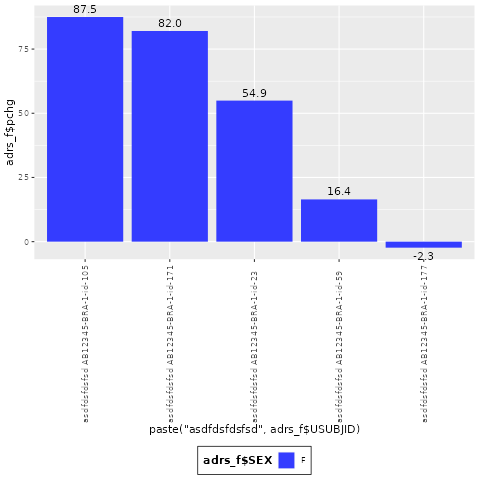 87.5
82.0
54.9
16.4
-2.3
75
50
25
0
adrs_f$pchg
asdfdsfdsfsd AB12345-BRA-1-id-105
asdfdsfdsfsd AB12345-BRA-1-id-171
asdfdsfdsfsd AB12345-BRA-1-id-23
asdfdsfdsfsd AB12345-BRA-1-id-59
asdfdsfdsfsd AB12345-BRA-1-id-177
paste("asdfdsfdsfsd", adrs_f$USUBJID)
adrs_f$SEX F